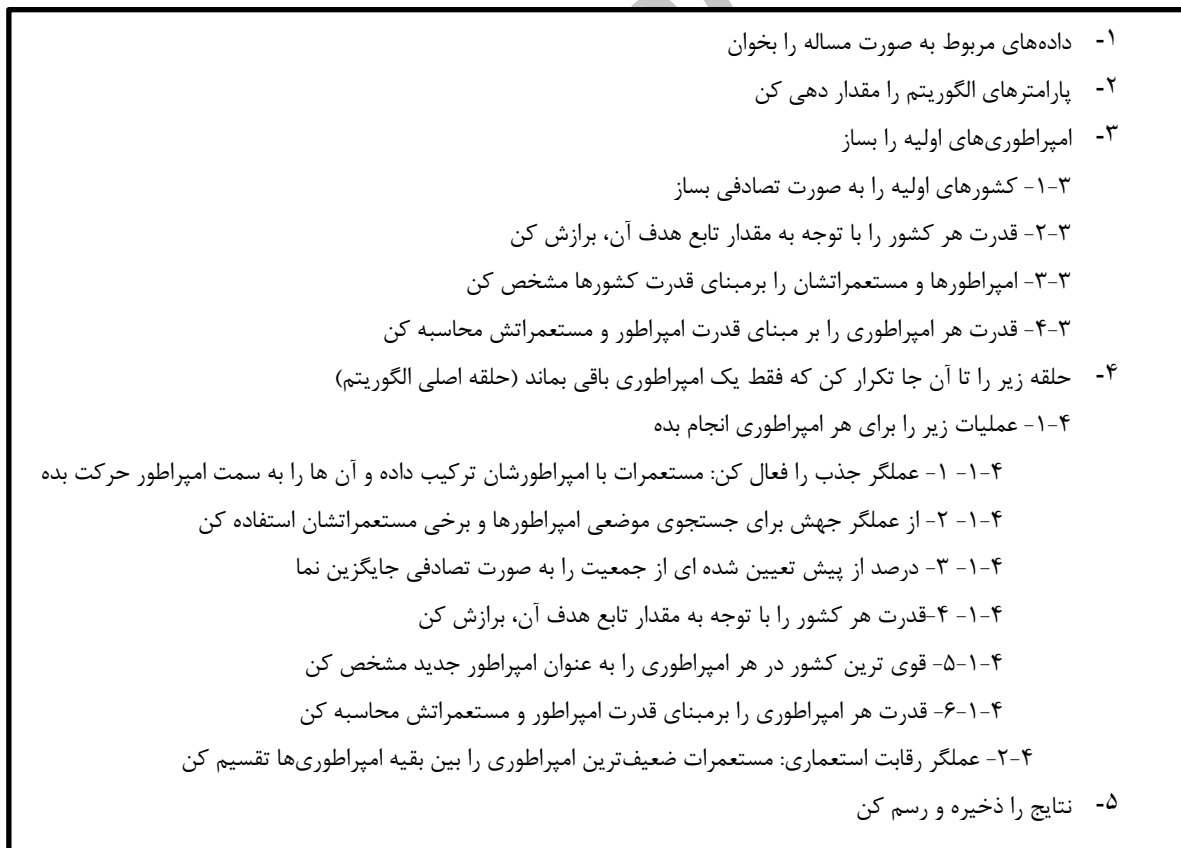 ۱- داده‌های مربوط به صورت مساله را بخوان
۲- پارامترهای الگوریتم را مقدار دهی کن
۳- امپراطوری‌های اولیه را بساز
۳-۱- کشورهای اولیه را به صورت تصادفی بساز
۳-۲- قدرت هر کشور را با توجه به مقدار تابع هدف آن، برازش کن
۳-۳- امپراطورها و مستعمراتشان را برمبنای قدرت کشورها مشخص کن
۳-۴- قدرت هر امپراطوری را بر مبنای قدرت امپراطور و مستعمراتش محاسبه کن
۴- حلقه زیر را تا آن جا تکرار کن که فقط یک امپراطوری باقی بماند (حلقه اصلی الگوریتم)
۴-۱- عملیات زیر را برای هر امپراطوری انجام بده
۴-۱- ۱- عملگر جذب را فعال کن: مستعمرات با امپراطورشان ترکیب داده و آن ها را به سمت امپراطور حرکت بده
۴-۱- ۲- از عملگر جهش برای جستجوی موضعی امپراطورها و برخی مستعمراتشان استفاده کن
۴-۱- ۳- درصد از پیش تعیین شده ای از جمعیت را به صورت تصادفی جایگزین نما
۴-۱- ۴-قدرت هر کشور را با توجه به مقدار تابع هدف آن، برازش کن
۴-۱-۵- قوی ترین کشور در هر امپراطوری را به عنوان امپراطور جدید مشخص کن
۴-۱-۶- قدرت هر امپراطوری را برمبنای قدرت امپراطور و مستعمراتش محاسبه کن
۴-۲- عملگر رقابت استعماری: مستعمرات ضعیف‌ترین امپراطوری را بین بقیه امپراطوری‌ها تقسیم کن
۵- نتایج را ذخیره و رسم کن